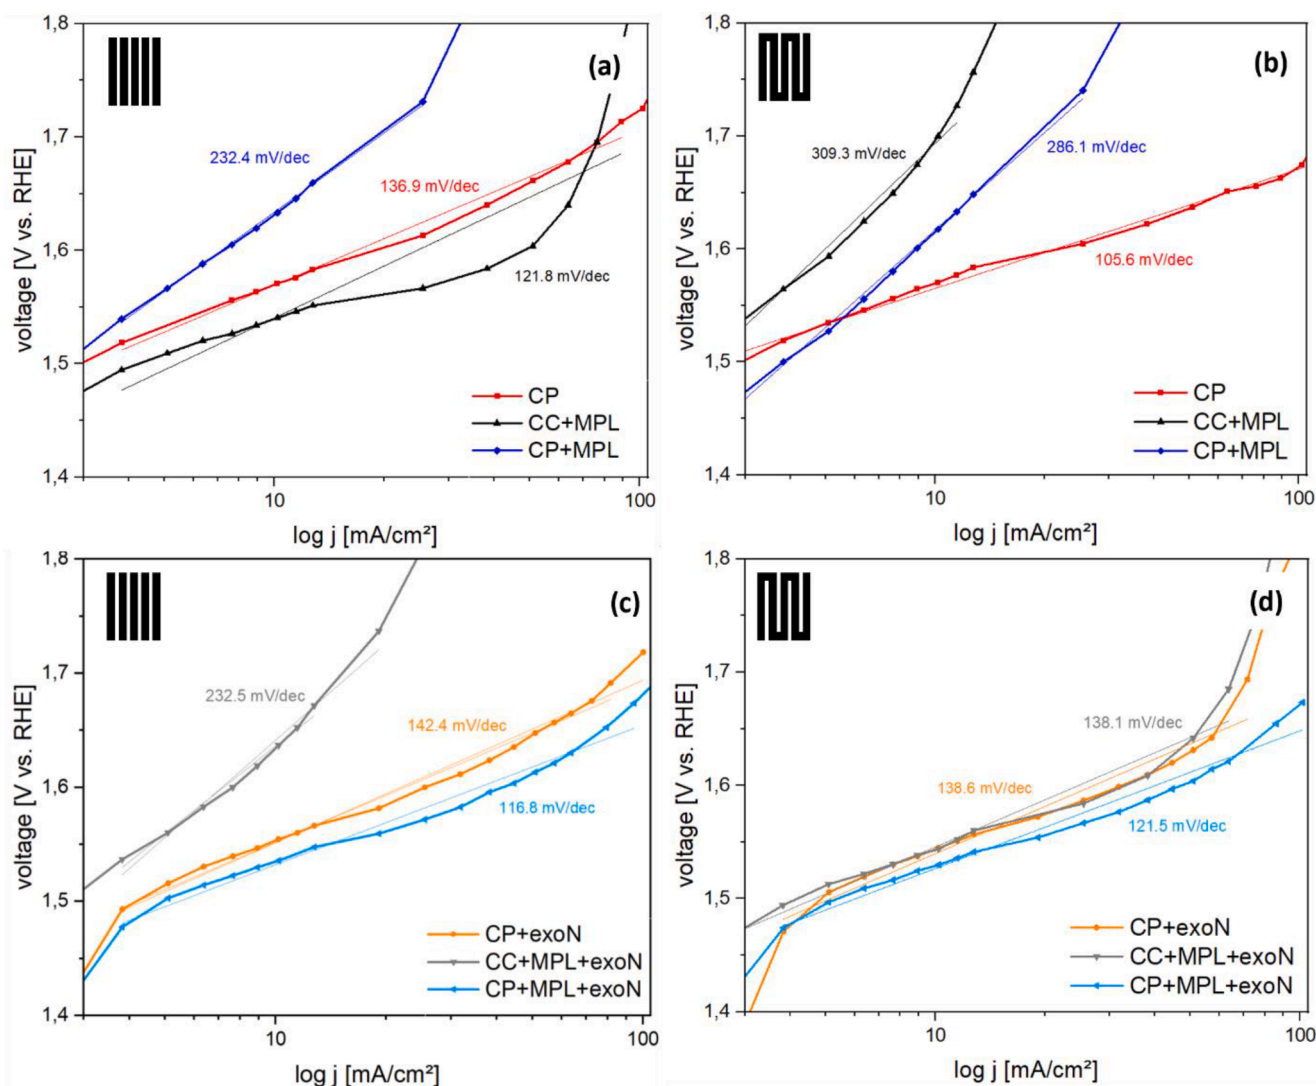 (a)
1,8
1,7
1,6
1,5
1,4
voltage [V vs. RHE]
232.4 mV/dec
136.9 mV/dec
121.8 mV/dec
CP
CC+MPL
CP+MPL
10
100
log j [mA/cm²]
(b)
1,8
1,7
1,6
1,5
1,4
voltage [V vs. RHE]
309.3 mV/dec
286.1 mV/dec
105.6 mV/dec
CP
CC+MPL
CP+MPL
10
100
log j [mA/cm²]
(c)
1,8
1,7
1,6
1,5
1,4
voltage [V vs. RHE]
232.5 mV/dec
142.4 mV/dec
116.8 mV/dec
CP+exoN
CC+MPL+exoN
CP+MPL+exoN
10
100
log j [mA/cm²]
(d)
1,8
1,7
1,6
1,5
1,4
voltage [V vs. RHE]
138.1 mV/dec
138.6 mV/dec
121.5 mV/dec
CP+exoN
CC+MPL+exoN
CP+MPL+exoN
10
100
log j [mA/cm²]